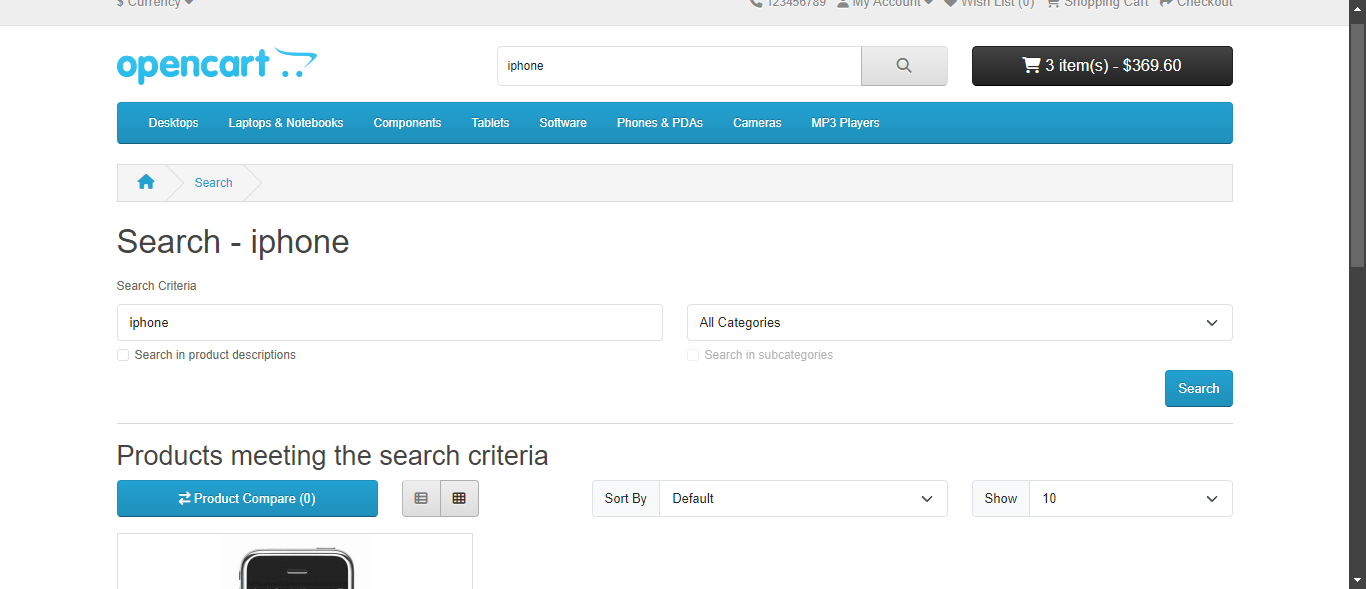 $ Currency
123456789 My Account Wish List (0) Shopping Cart Checkout
opencart
iphone
3 item(s) - $369.60
Desktops Laptops & Notebooks Components Tablets Software Phones & PDAs Cameras MP3 Players
Search
Search - iphone
Search Criteria
iphone
All Categories
Search in product descriptions
Search in subcategories
Search
Products meeting the search criteria
Product Compare (0)
Sort By Default
Show 10